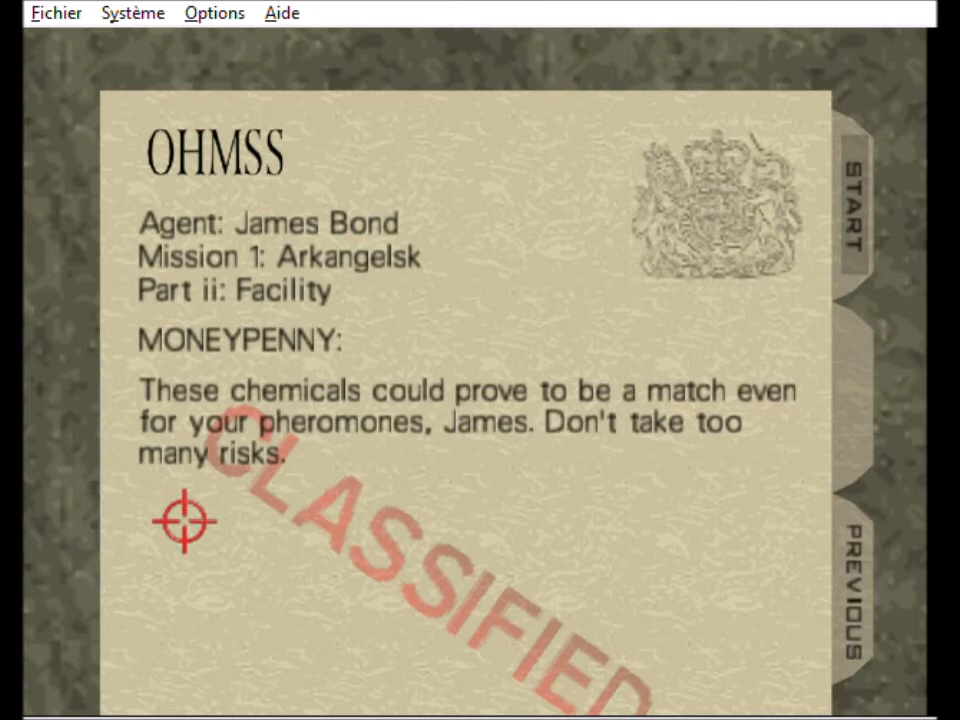 Fichier Système Options Aide
OHMSS
Agent: James Bond
Mission 1: Arkangelsk
Part ii: Facility
MONEYPENNY:
These chemicals could prove to be a match even
for your pheromones, James. Don't take too
many risks.
CLASSIFIED
START
PREVIOUS